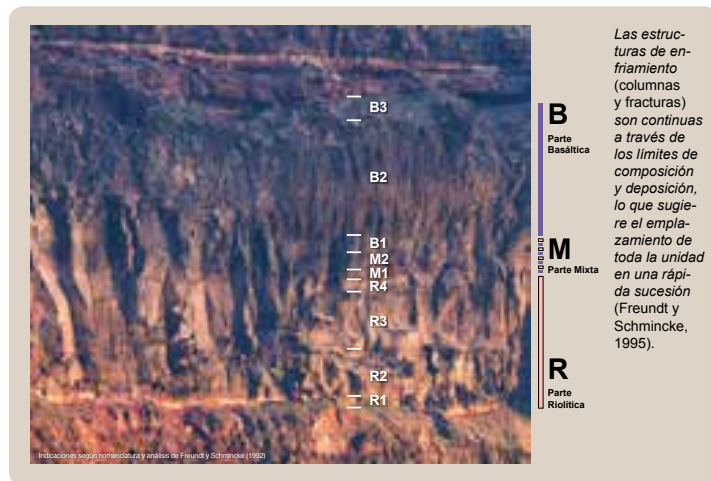 B3
B2
B1
M2
M1
R4
R3
R2
R1
Indicaciones según nomenclatura y análisis de Freundt y Schmincke (1992)
B
Parte
Basáltica
M
Parte Mixta
R
Parte
Riolítica
Las estruc-
turas de en-
friamiento
(columnas
y fracturas)
son continuas
a través de
los límites de
composición
y deposición,
lo que sugie-
re el empla-
zamiento de
toda la unidad
en una rápi-
da sucesión
(Freundt y
Schmincke,
1995).